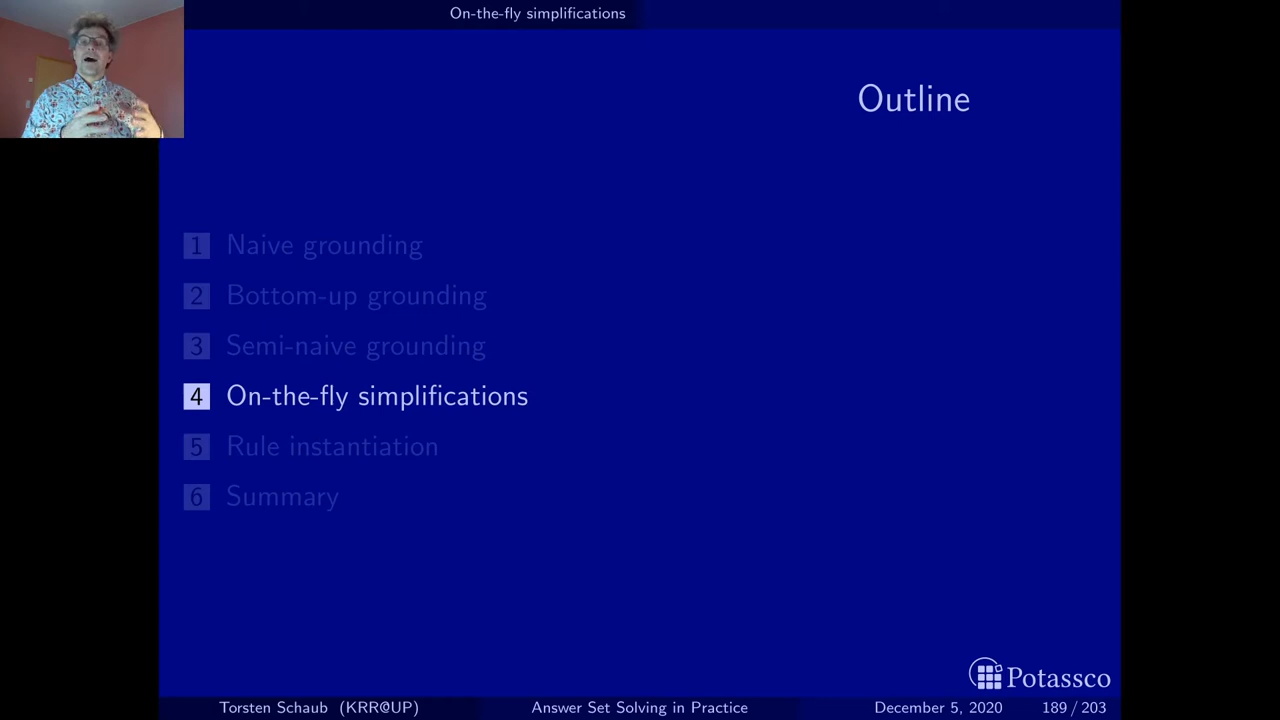 On-the-fly simplifications
Outline
1 Naive grounding
2 Bottom-up grounding
3 Semi-naive grounding
4 On-the-fly simplifications
5 Rule instantiation
6 Summary
Potassco
Torsten Schaub (KRR@UP) Answer Set Solving in Practice December 5, 2020 189 / 203